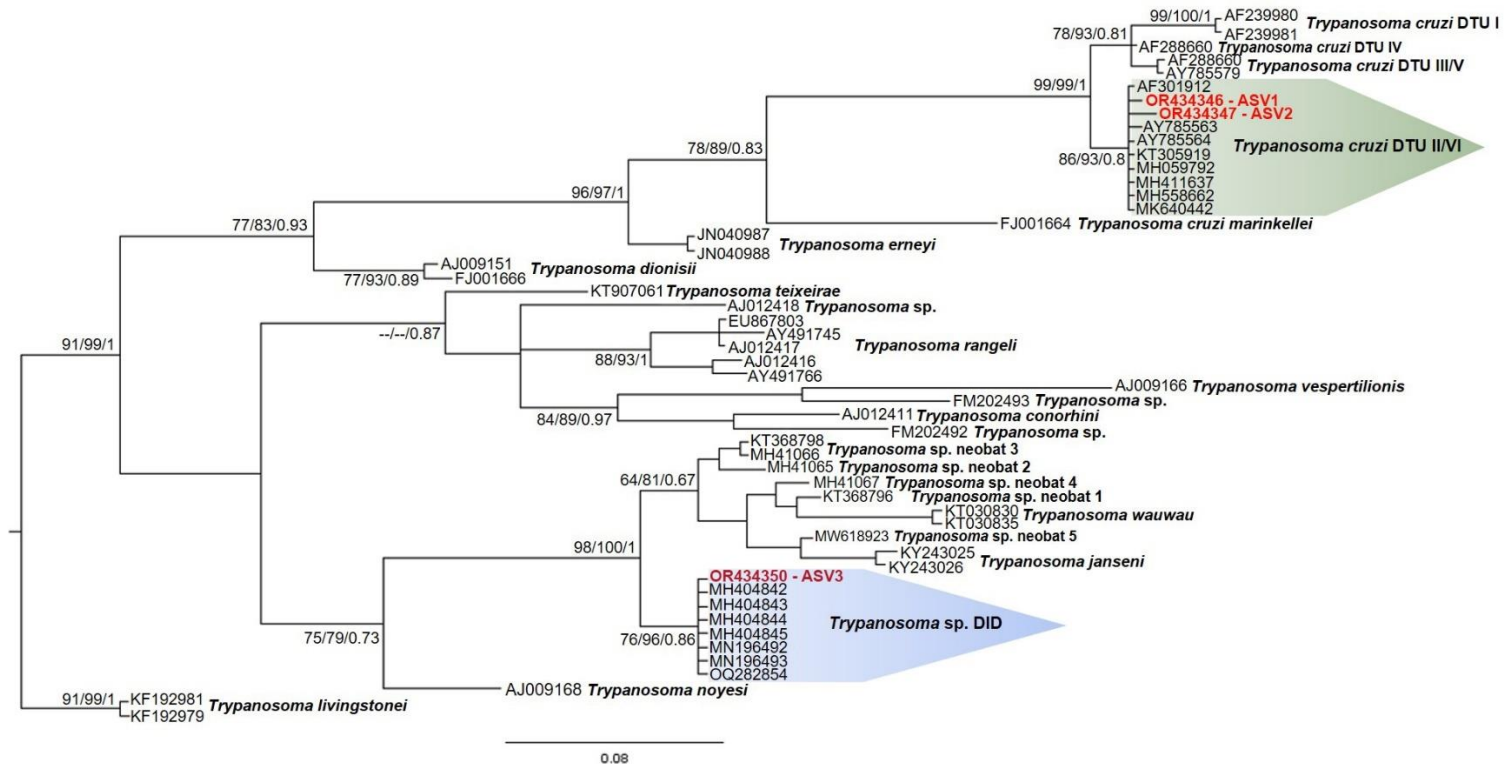 99/100/1
AF239980
AF239981
Trypanosoma cruzi DTU I
78/93/0.81
AF288660 Trypanosoma cruzi DTU IV
AF288660
AY785579
Trypanosoma cruzi DTU III/V
99/99/1
AF301912
OR434346 - ASV1
OR434347 - ASV2
AY785563
AY785564
KT305919
MH059792
MH411637
MH558662
MK640442
Trypanosoma cruzi DTU II/VI
86/93/0.8
78/89/0.83
FJ001664 Trypanosoma cruzi marinkellei
96/97/1
JN040987
JN040988
Trypanosoma erneyi
77/83/0.93
AJ009151
FJ001666
Trypanosoma dionisii
77/93/0.89
KT907061 Trypanosoma teixeirae
AJ012418 Trypanosoma sp.
--/--/0.87
EU867803
AY491745
AJ012417
AJ012416
AY491766
Trypanosoma rangeli
88/93/1
91/99/1
AJ009166 Trypanosoma vespertilionis
FM202493 Trypanosoma sp.
AJ012411 Trypanosoma conorhini
FM202492 Trypanosoma sp.
84/89/0.97
KT368798
MH41066
Trypanosoma sp. neobat 3
MH41065 Trypanosoma sp. neobat 2
64/81/0.67
MH41067 Trypanosoma sp. neobat 4
KT368796 Trypanosoma sp. neobat 1
KT030830
KT030835
Trypanosoma wauwau
MW618923 Trypanosoma sp. neobat 5
KY243025
KY243026
Trypanosoma janseni
98/100/1
OR434350 - ASV3
MH404842
MH404843
MH404844
MH404845
MN196492
MN196493
OQ282854
Trypanosoma sp. DID
76/96/0.86
75/79/0.73
AJ009168 Trypanosoma noyesi
91/99/1
KF192981
KF192979
Trypanosoma livingstonei
0.08